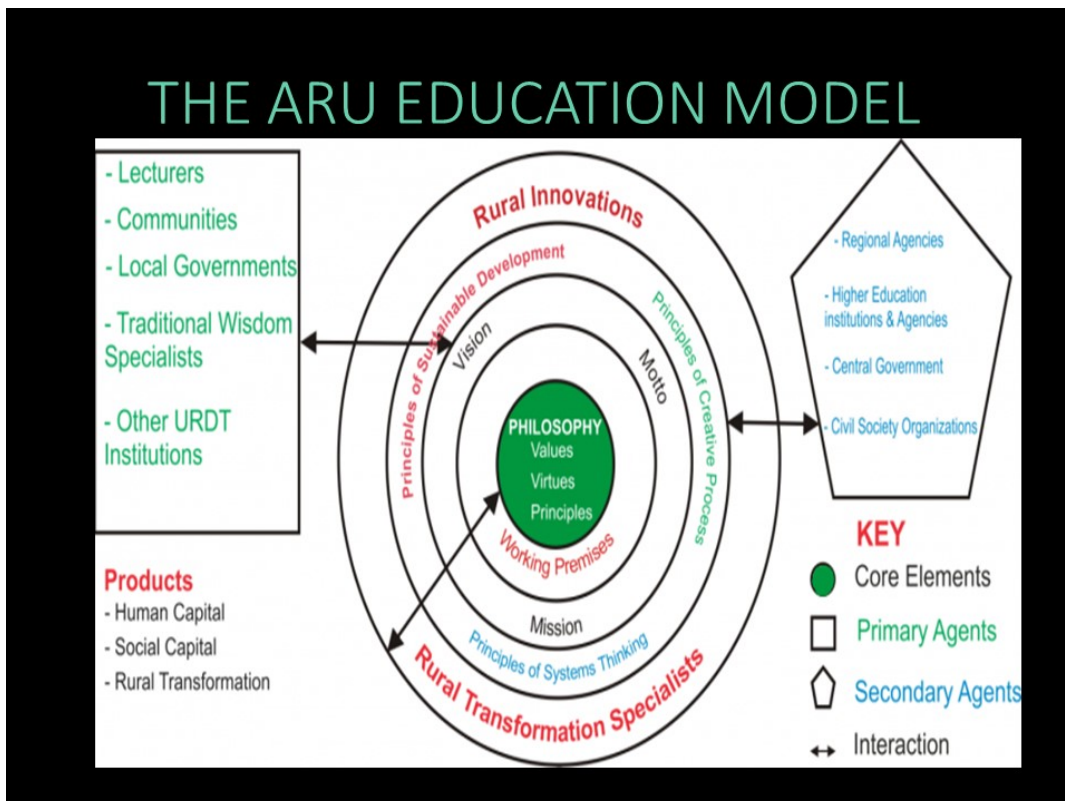 THE ARU EDUCATION MODEL
- Lecturers
- Communities
- Local Governments
- Traditional Wisdom
Specialists
- Other URDT
Institutions
Products
- Human Capital
- Social Capital
- Rural Transformation
Rural Innovations
Principles of Sustainable Development
Principles of Creative Process
Vision
Motto
PHILOSOPHY
Values
Virtues
Principles
Working Premises
Mission
Principles of Systems Thinking
Rural Transformation Specialists
- Regional Agencies
- Higher Education
institutions & Agencies
- Central Government
- Civil Society Organizations
KEY
Core Elements
Primary Agents
Secondary Agents
Interaction